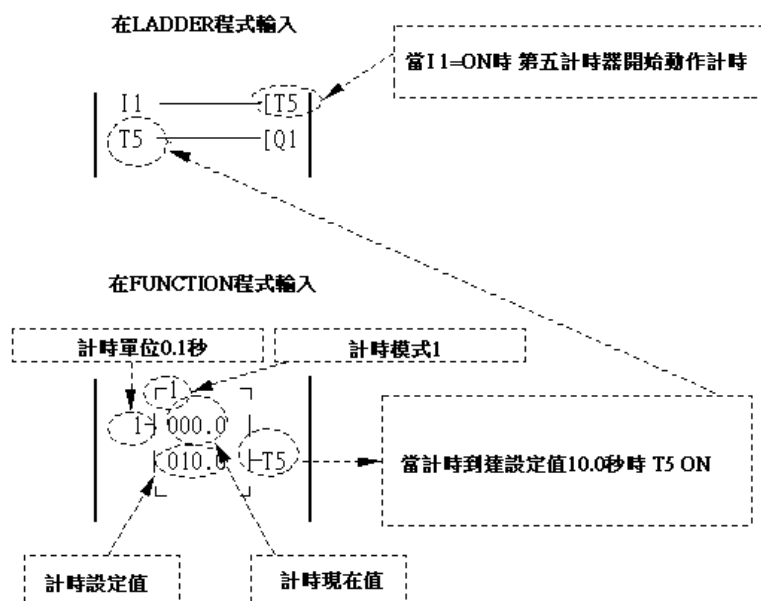 在LADDER程式輸入
當I1=ON時 第五計時器開始動作計時
I1 [T5
T5 [Q1
在FUNCTION程式輸入
計時單位0.1秒
計時模式1
1
1 000.0
010.0 T5
當計時到達設定值10.0秒時 T5 ON
計時設定值
計時現在值